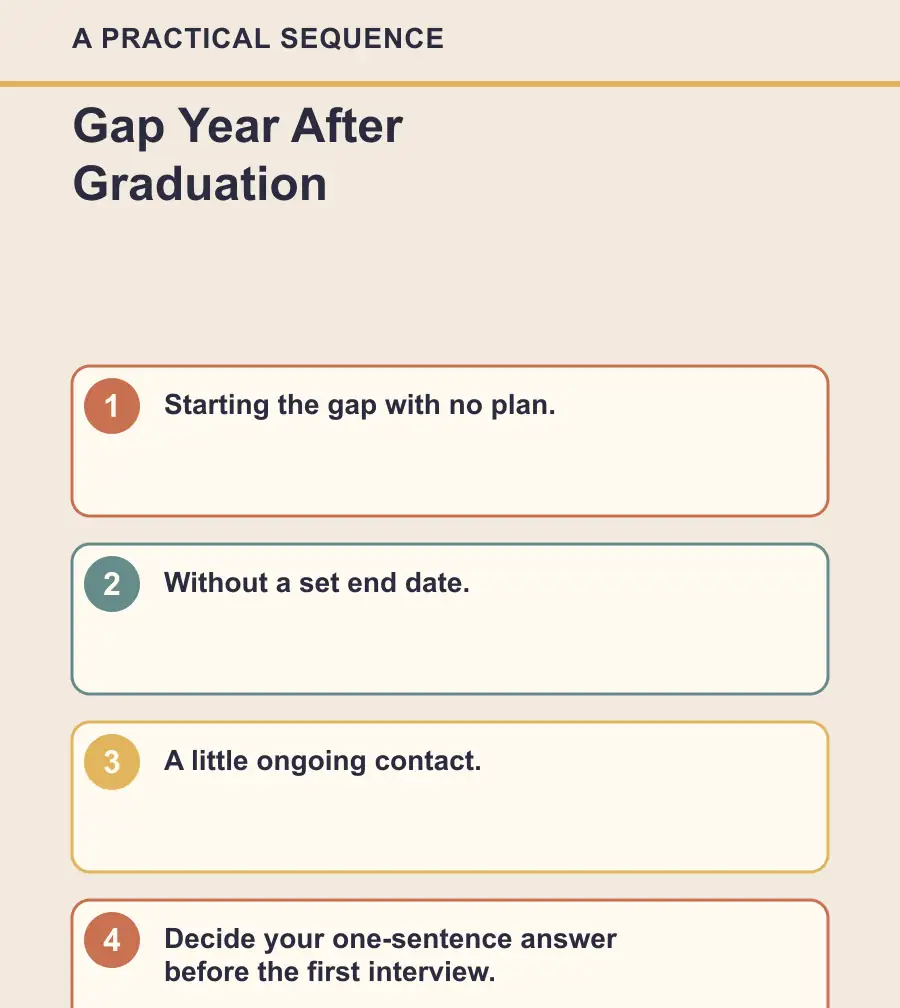 A PRACTICAL SEQUENCE
Gap Year After
Graduation
1
Starting the gap with no plan.
2
Without a set end date.
3
A little ongoing contact.
4
Decide your one-sentence answer
before the first interview.